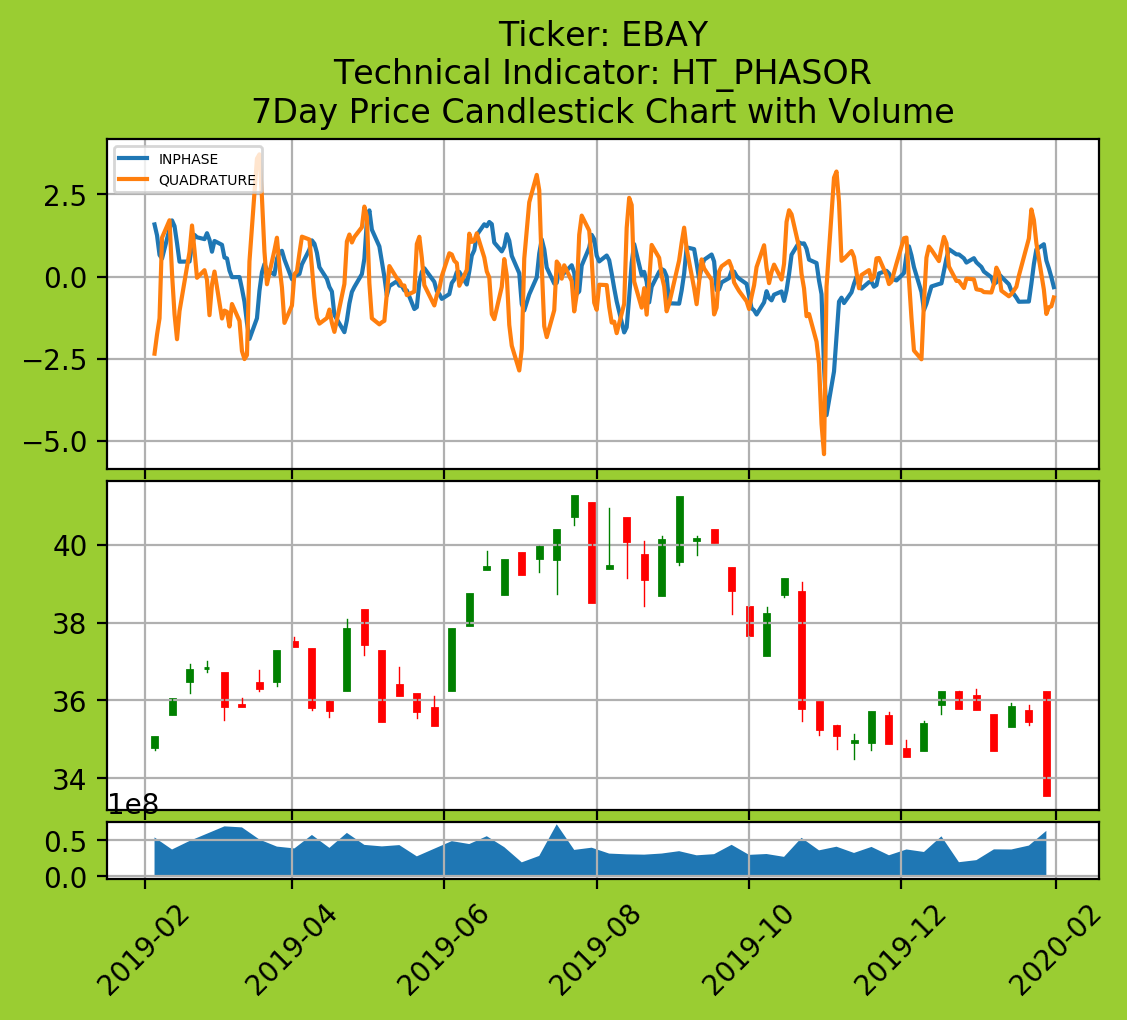 Ticker: EBAY
Technical Indicator: HT_PHASOR
7Day Price Candlestick Chart with Volume
INPHASE
QUADRATURE
2.5
0.0
−2.5
−5.0
40
38
36
34
1e8
0.5
0.0
2019-02
2019-04
2019-06
2019-08
2019-10
2019-12
2020-02